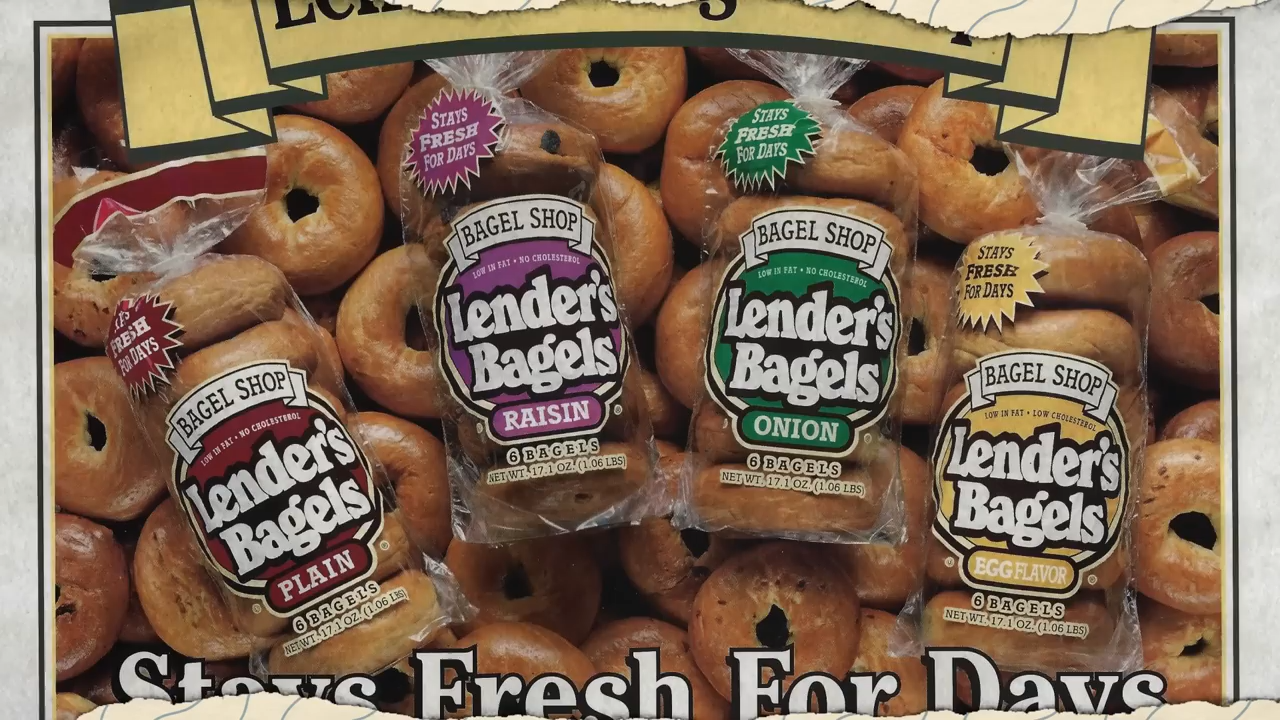 STAYS
FRESH
FOR DAYS
BAGEL SHOP
LOW IN FAT • NO CHOLESTEROL
Lender's
Bagels
RAISIN
6 BAGELS
NET WT. 17.1 OZ. (1.06 LBS)
STAYS
FRESH
FOR DAYS
BAGEL SHOP
LOW IN FAT • NO CHOLESTEROL
Lender's
Bagels
ONION
6 BAGELS
NET WT. 17.1 OZ. (1.06 LBS)
STAYS
FRESH
FOR DAYS
BAGEL SHOP
LOW IN FAT • LOW CHOLESTEROL
Lender's
Bagels
EGG FLAVOR
6 BAGELS
NET WT. 17.1 OZ. (1.06 LBS)
FRESH
FOR DAYS
BAGEL SHOP
LOW IN FAT • NO CHOLESTEROL
Lender's
Bagels
PLAIN
6 BAGELS
NET WT. 17.1 OZ. (1.06 LBS)
Stays Fresh For Days